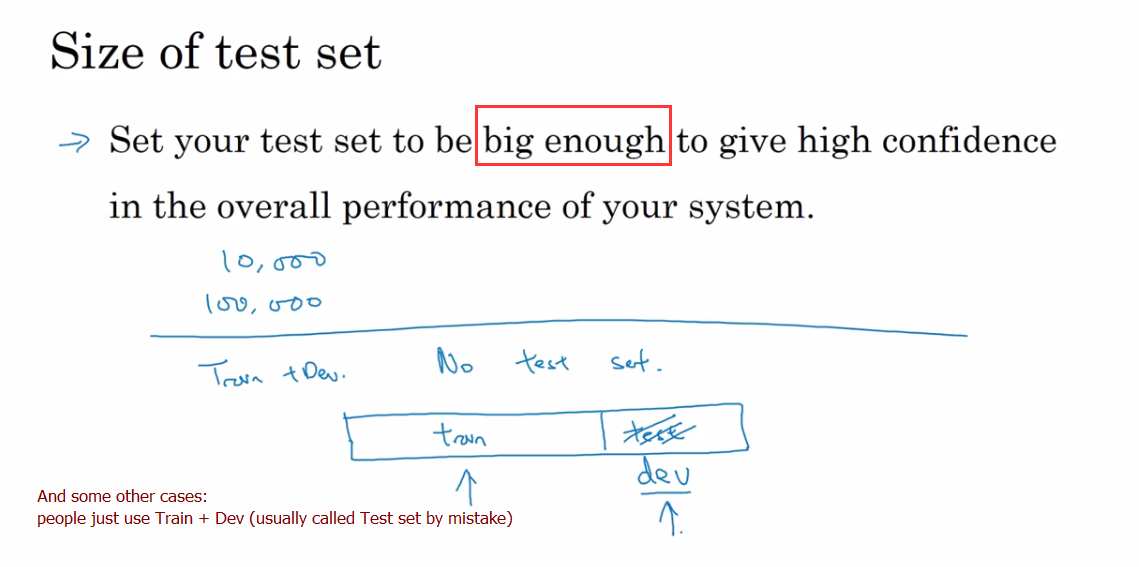 Size of test set
→ Set your test set to be big enough to give high confidence
in the overall performance of your system.
10,000
100,000
Train + Dev. No test set.
train test
dev
And some other cases:
people just use Train + Dev (usually called Test set by mistake)